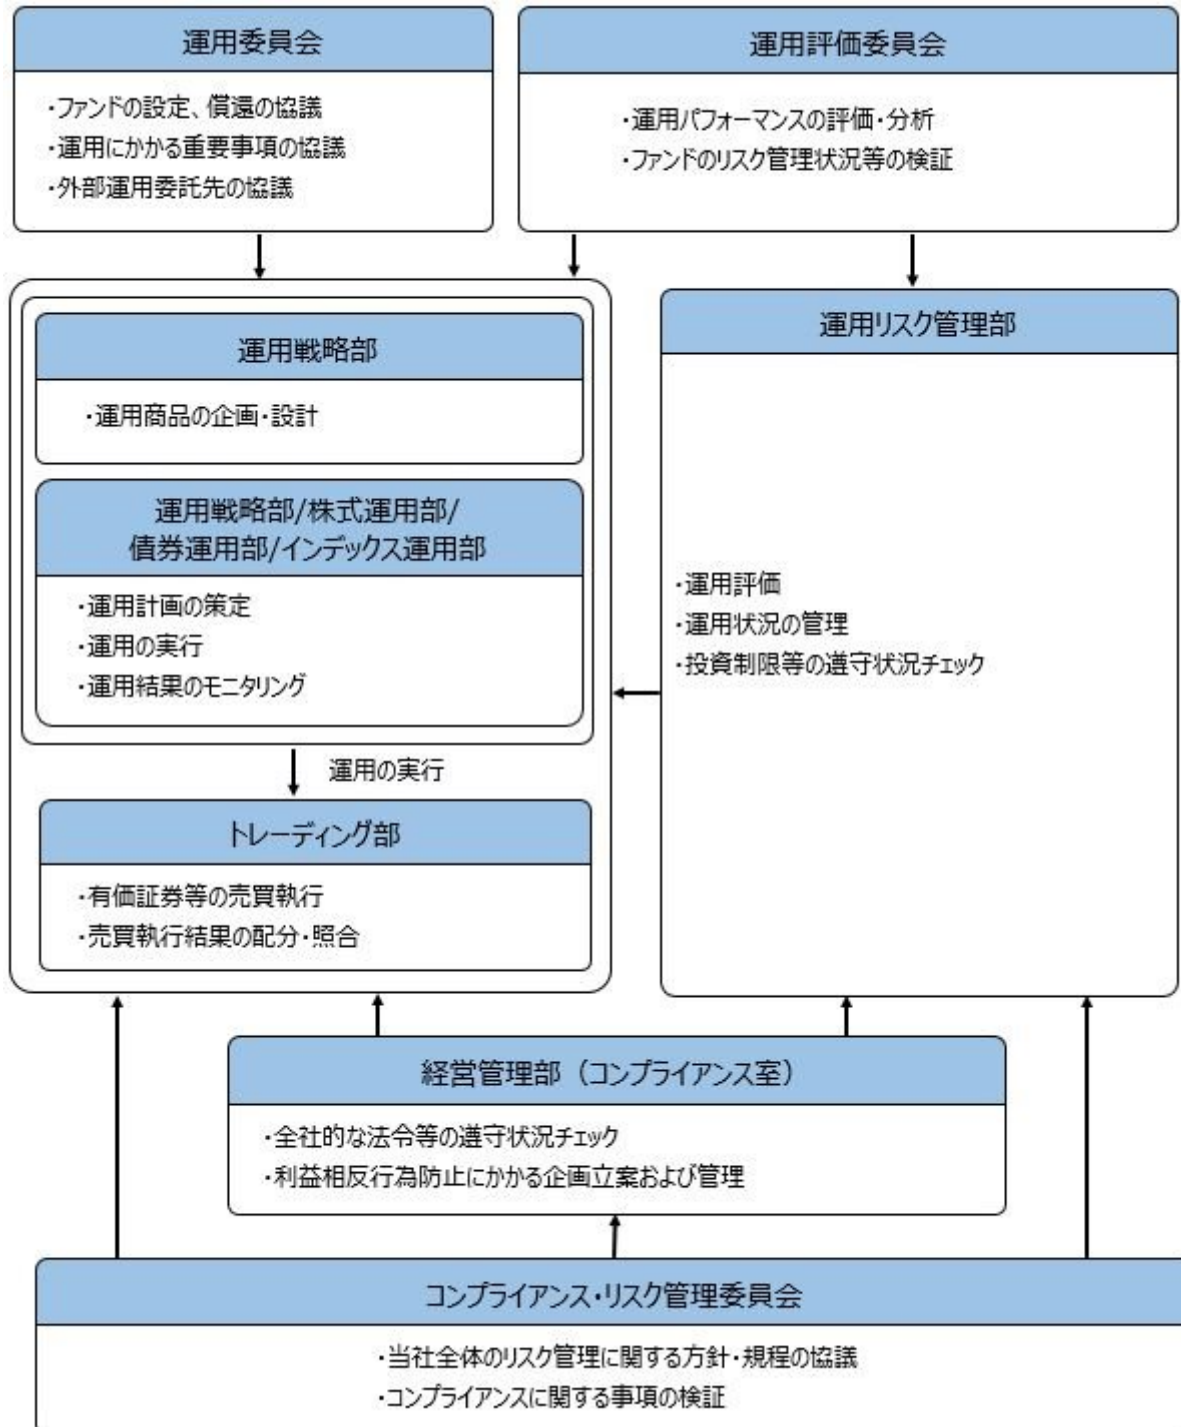 運用委員会
・ファンドの設定、償還の協議
・運用にかかる重要事項の協議
・外部運用委託先の協議
運用評価委員会
・運用パフォーマンスの評価・分析
・ファンドのリスク管理状況等の検証
運用戦略部
・運用商品の企画・設計
運用戦略部/株式運用部/
債券運用部/インデックス運用部
・運用計画の策定
・運用の実行
・運用結果のモニタリング
運用の実行
トレーディング部
・有価証券等の売買執行
・売買執行結果の配分・照合
運用リスク管理部
・運用評価
・運用状況の管理
・投資制限等の遵守状況チェック
経営管理部（コンプライアンス室）
・全社的な法令等の遵守状況チェック
・利益相反行為防止にかかる企画立案および管理
コンプライアンス・リスク管理委員会
・当社全体のリスク管理に関する方針・規程の協議
・コンプライアンスに関する事項の検証